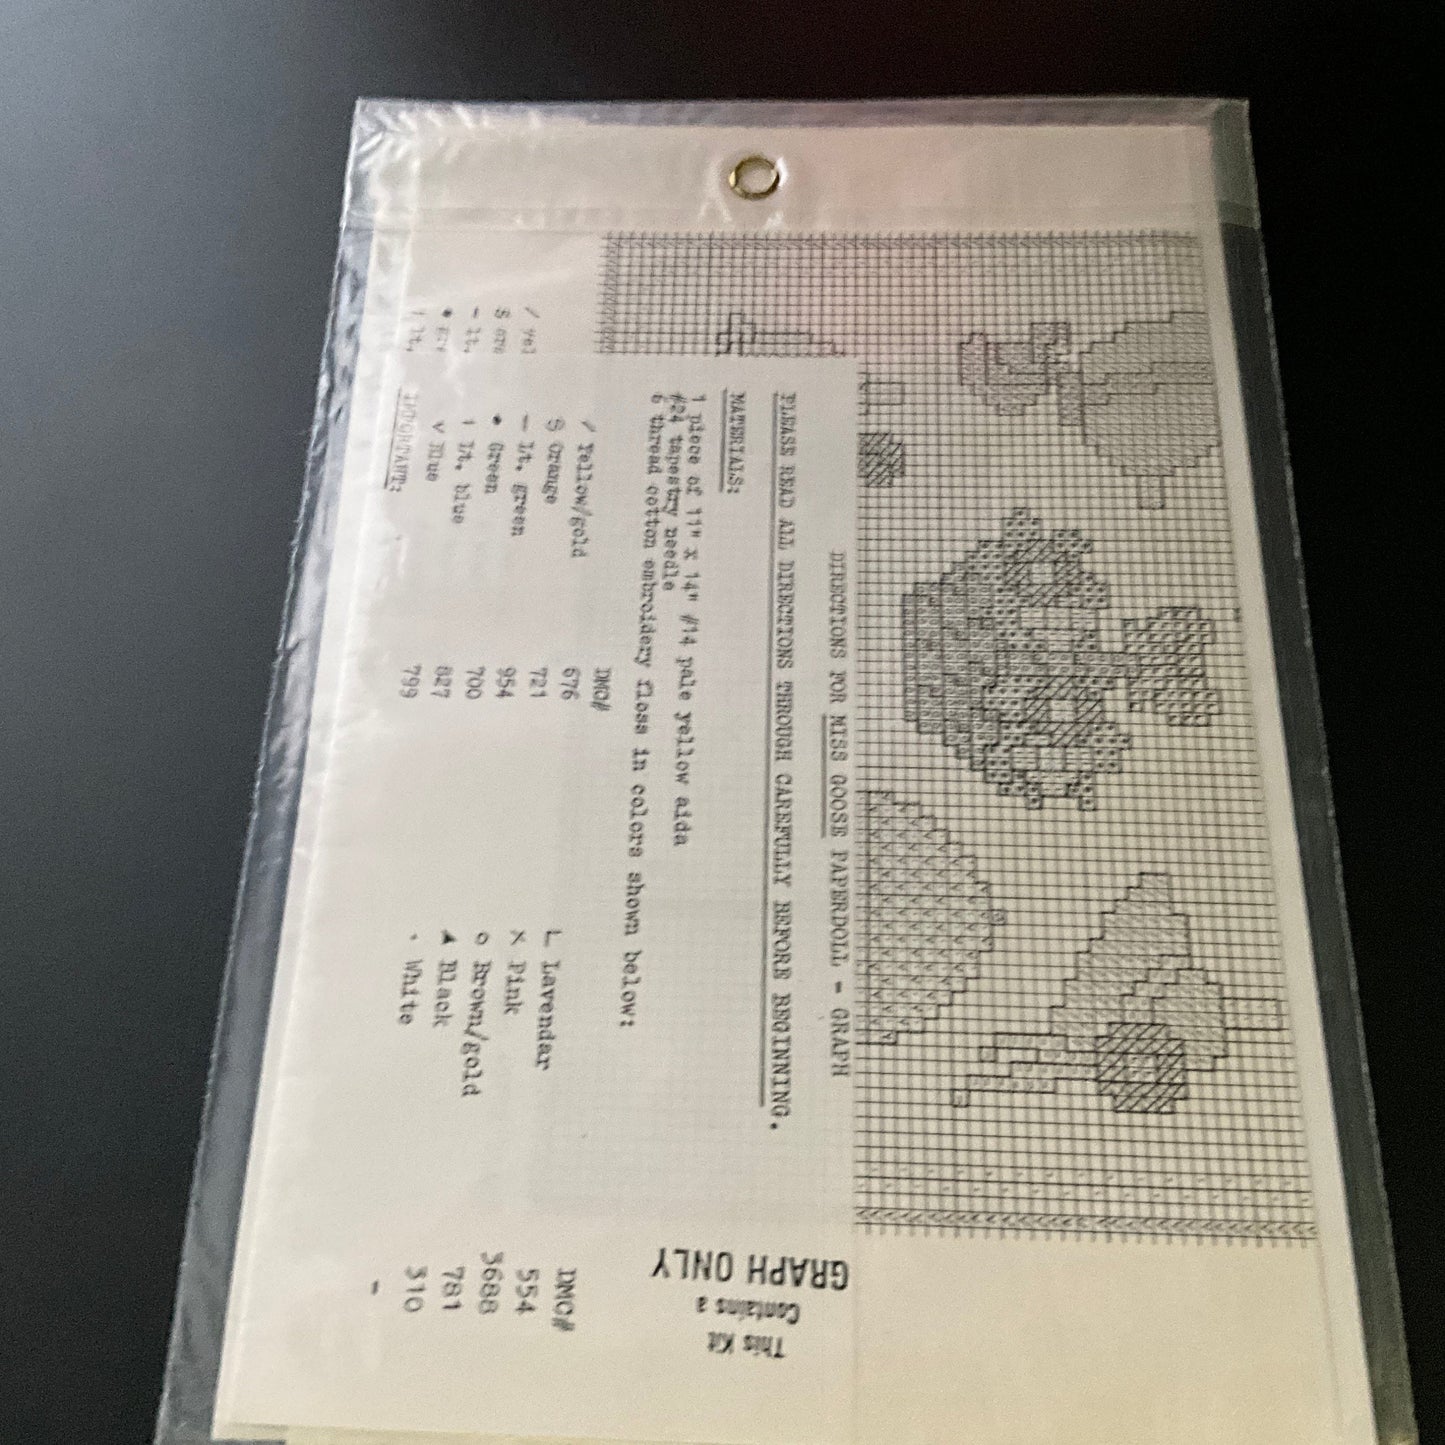 DIRECTIONS FOR MISS GOOSE PAPERDOLL - GRAPH
PLEASE READ ALL DIRECTIONS THROUGH CAREFULLY BEFORE BEGINNING.
MATERIALS:
1 piece of 11" x 14" #14 pale yellow aida
#24 tapestry needle
6 thread cotton embroidery floss in colors shown below:
DMC# DMC#
/ Yellow/gold 676 L Lavendar 554
S Orange 721 X Pink 3688
- Lt. green 954 o Brown/gold 781
• Green 700 ▲ Black 310
ı Lt. blue 827 · White -
v Blue 799
IMPORTANT:
/ Yel
S
- Lt.
•
ı Lt.
This Kit
Contains a
GRAPH ONLY